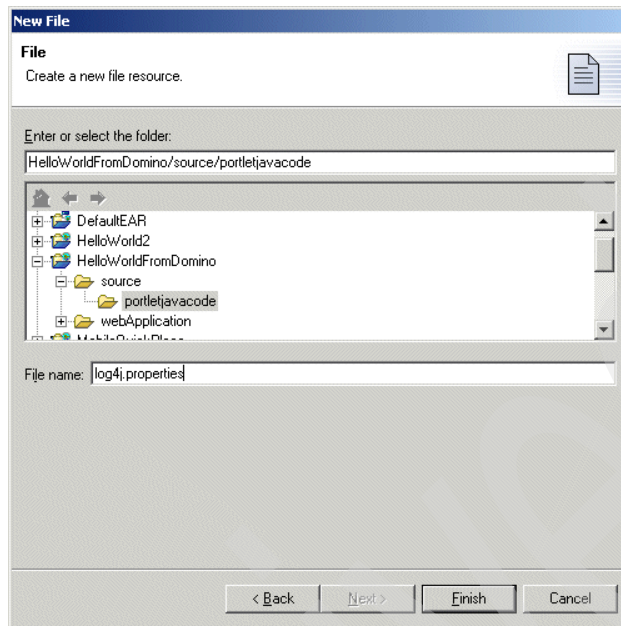 New File
File
Create a new file resource.
Enter or select the folder:
HelloWorldFromDomino/source/portletjavacode
DefaultEAR
HelloWorld2
HelloWorldFromDomino
source
portletjavacode
webApplication
MobileQuickPlace
File name: log4j.properties
< Back Next > Finish Cancel